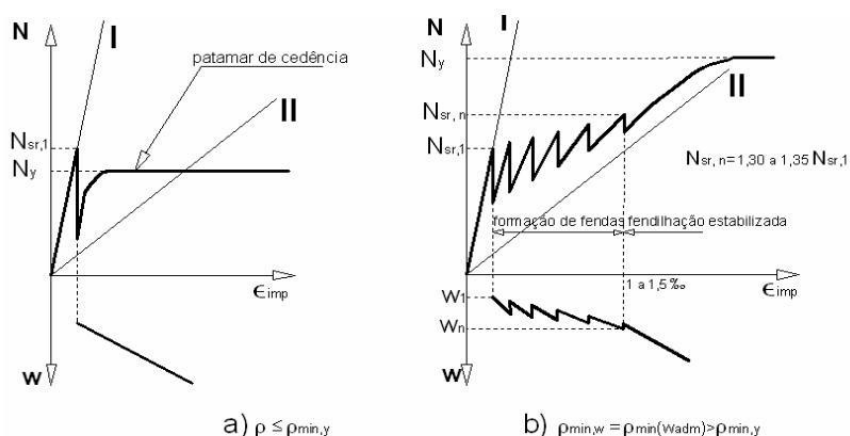 N
I
patamar de cedência
II
Nsr,1
Ny
ϵimp
w
a) ρ ≤ ρmin,y
N
I
Ny
II
Nsr, n
Nsr,1
Nsr, n= 1,30 a 1,35 Nsr,1
formação de fendas fendilhação estabilizada
1 a 1,5‰
ϵimp
W1
Wn
w
b) ρmin,w = ρmin(Wadm)>ρmin,y